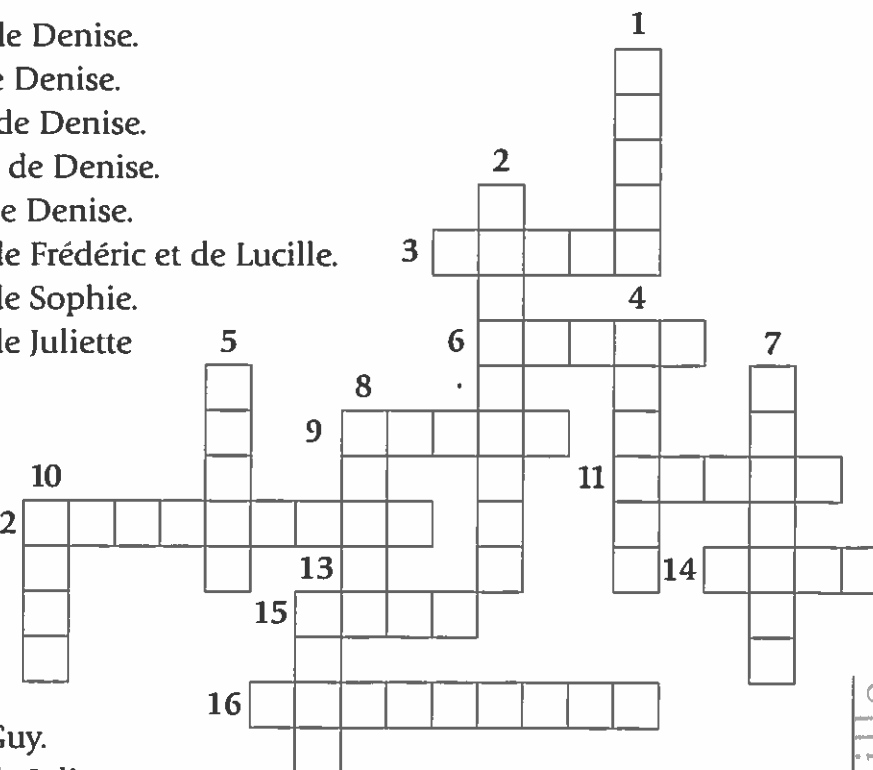 de Denise.
e Denise.
de Denise.
de Denise.
e Denise.
de Frédéric et de Lucille.
de Sophie.
de Juliette
1
2
3
4
5
6
7
8
9
10
11
2
13
14
15
16
Guy.